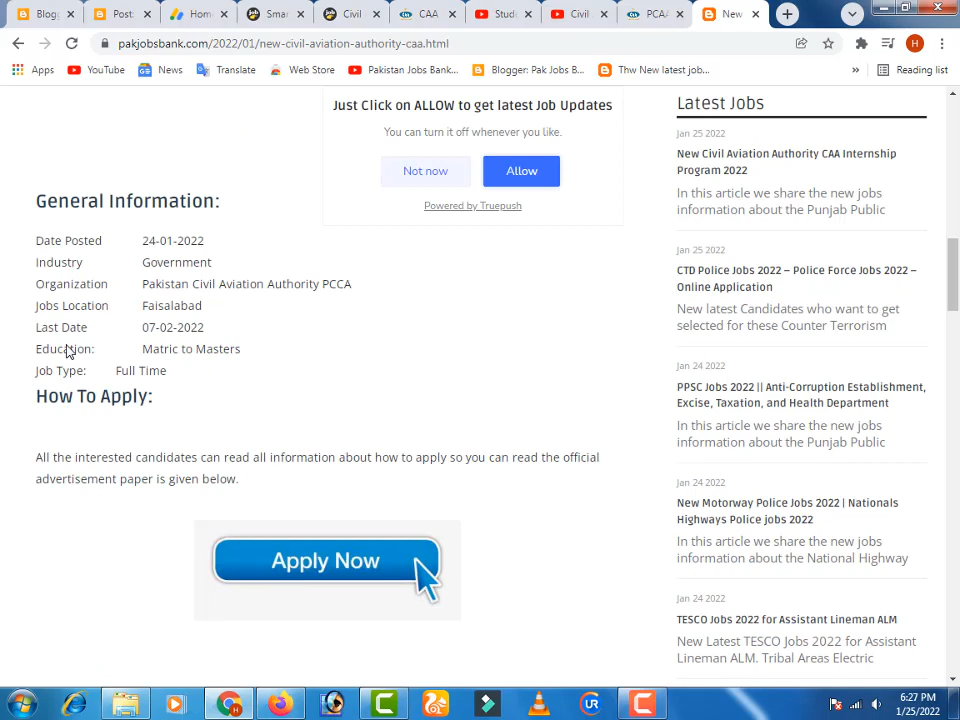 Blogg
Posts
Home
Sma
Civil
CAA
Stud
Civil
PCAA
New
pakjobsbank.com/2022/01/new-civil-aviation-authority-caa.html
H
Apps
YouTube
News
Translate
Web Store
Pakistan Jobs Bank...
Blogger: Pak Jobs B...
Thw New latest job...
»
Reading list
Just Click on ALLOW to get latest Job Updates
You can turn it off whenever you like.
Not now
Allow
Powered by Truepush
General Information:
Date Posted 24-01-2022
Industry Government
Organization Pakistan Civil Aviation Authority PCCA
Jobs Location Faisalabad
Last Date 07-02-2022
Education: Matric to Masters
Job Type: Full Time
How To Apply:
All the interested candidates can read all information about how to apply so you can read the official
advertisement paper is given below.
Apply Now
Latest Jobs
Jan 25 2022
New Civil Aviation Authority CAA Internship
Program 2022
In this article we share the new jobs
information about the Punjab Public
Jan 25 2022
CTD Police Jobs 2022 – Police Force Jobs 2022 –
Online Application
New latest Candidates who want to get
selected for these Counter Terrorism
Jan 24 2022
PPSC Jobs 2022 || Anti-Corruption Establishment,
Excise, Taxation, and Health Department
In this article we share the new jobs
information about the Punjab Public
Jan 24 2022
New Motorway Police Jobs 2022 | Nationals
Highways Police jobs 2022
In this article we share the new jobs
information about the National Highway
Jan 24 2022
TESCO Jobs 2022 for Assistant Lineman ALM
New Latest TESCO Jobs 2022 for Assistant
Lineman ALM. Tribal Areas Electric
UR
6:27 PM
1/25/2022